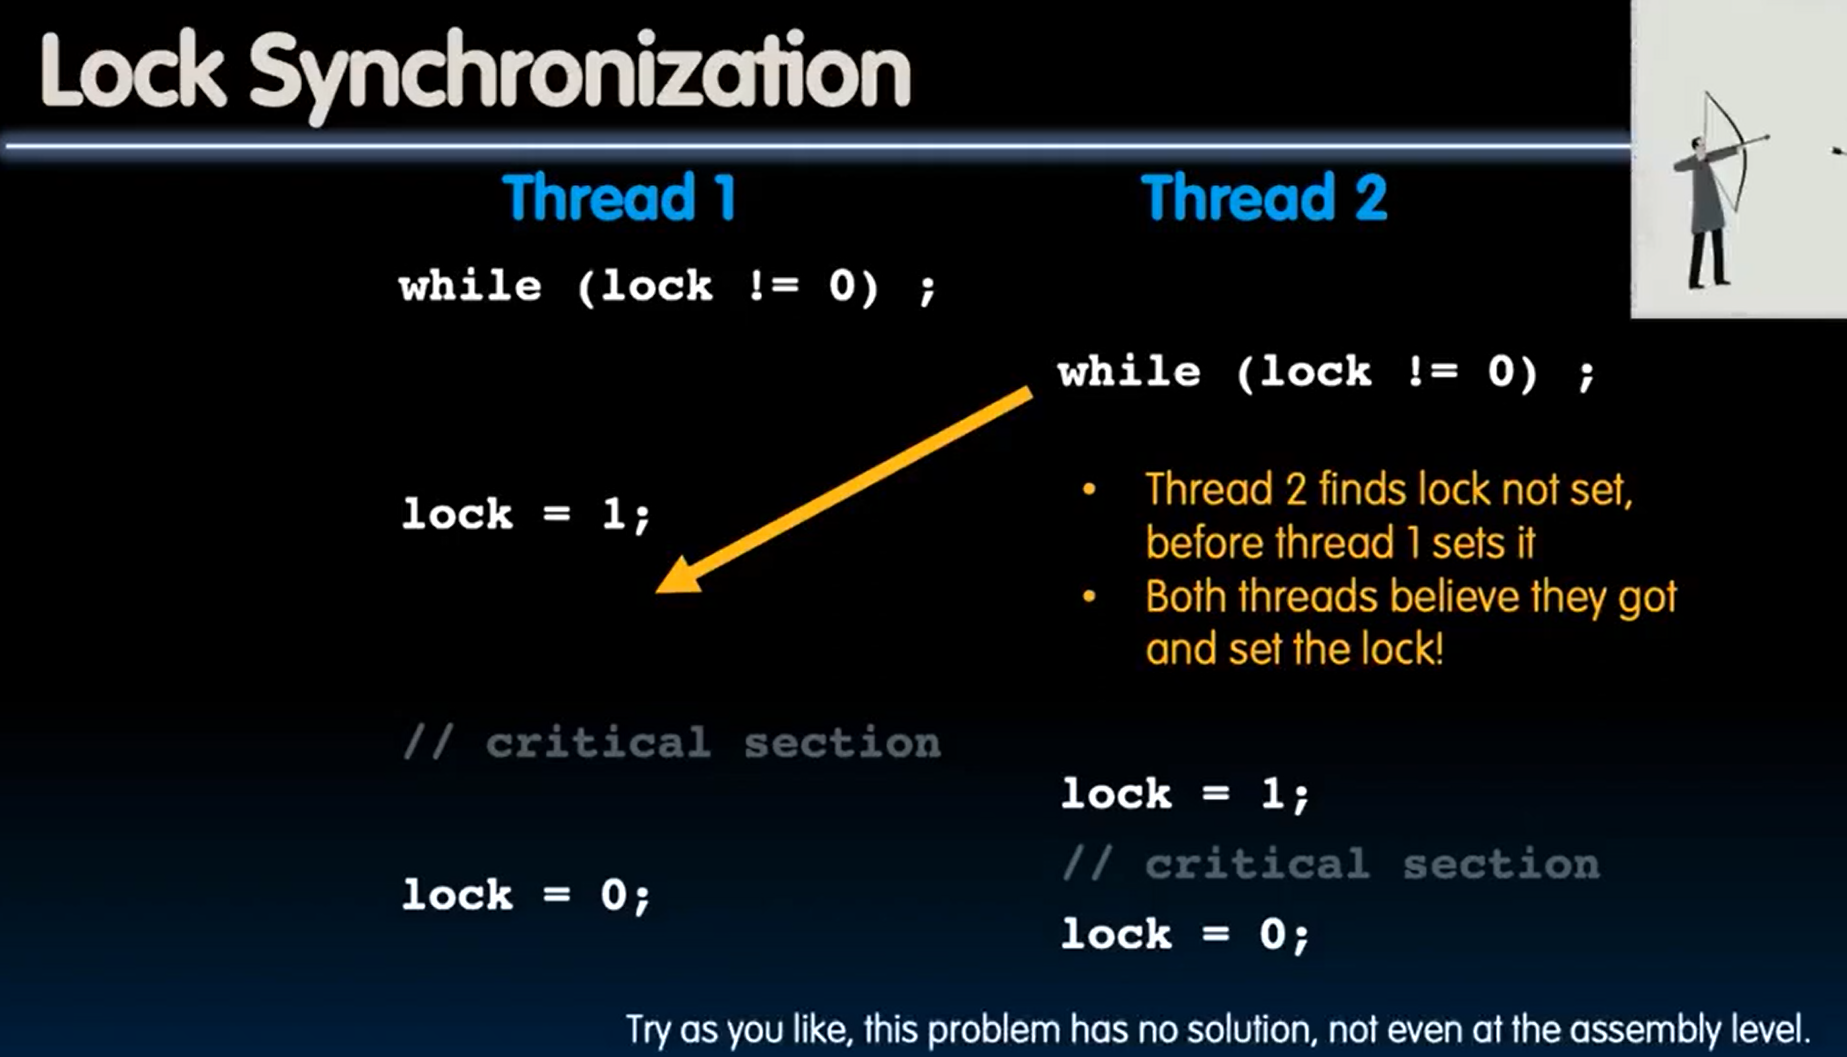 Lock Synchronization
Thread 1
Thread 2
while (lock != 0) ;
while (lock != 0) ;
• Thread 2 finds lock not set,
before thread 1 sets it
lock = 1;
• Both threads believe they got
and set the lock!
// critical section
lock = 1;
// critical section
lock = 0;
lock = 0;
Try as you like, this problem has no solution, not even at the assembly level.